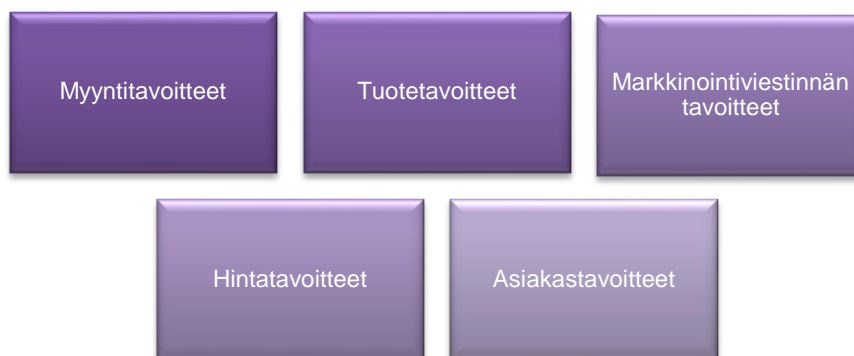 Myyntitavoitteet
Tuotetavoitteet
Markkinointiviestinnän
tavoitteet
Hintatavoitteet
Asiakastavoitteet